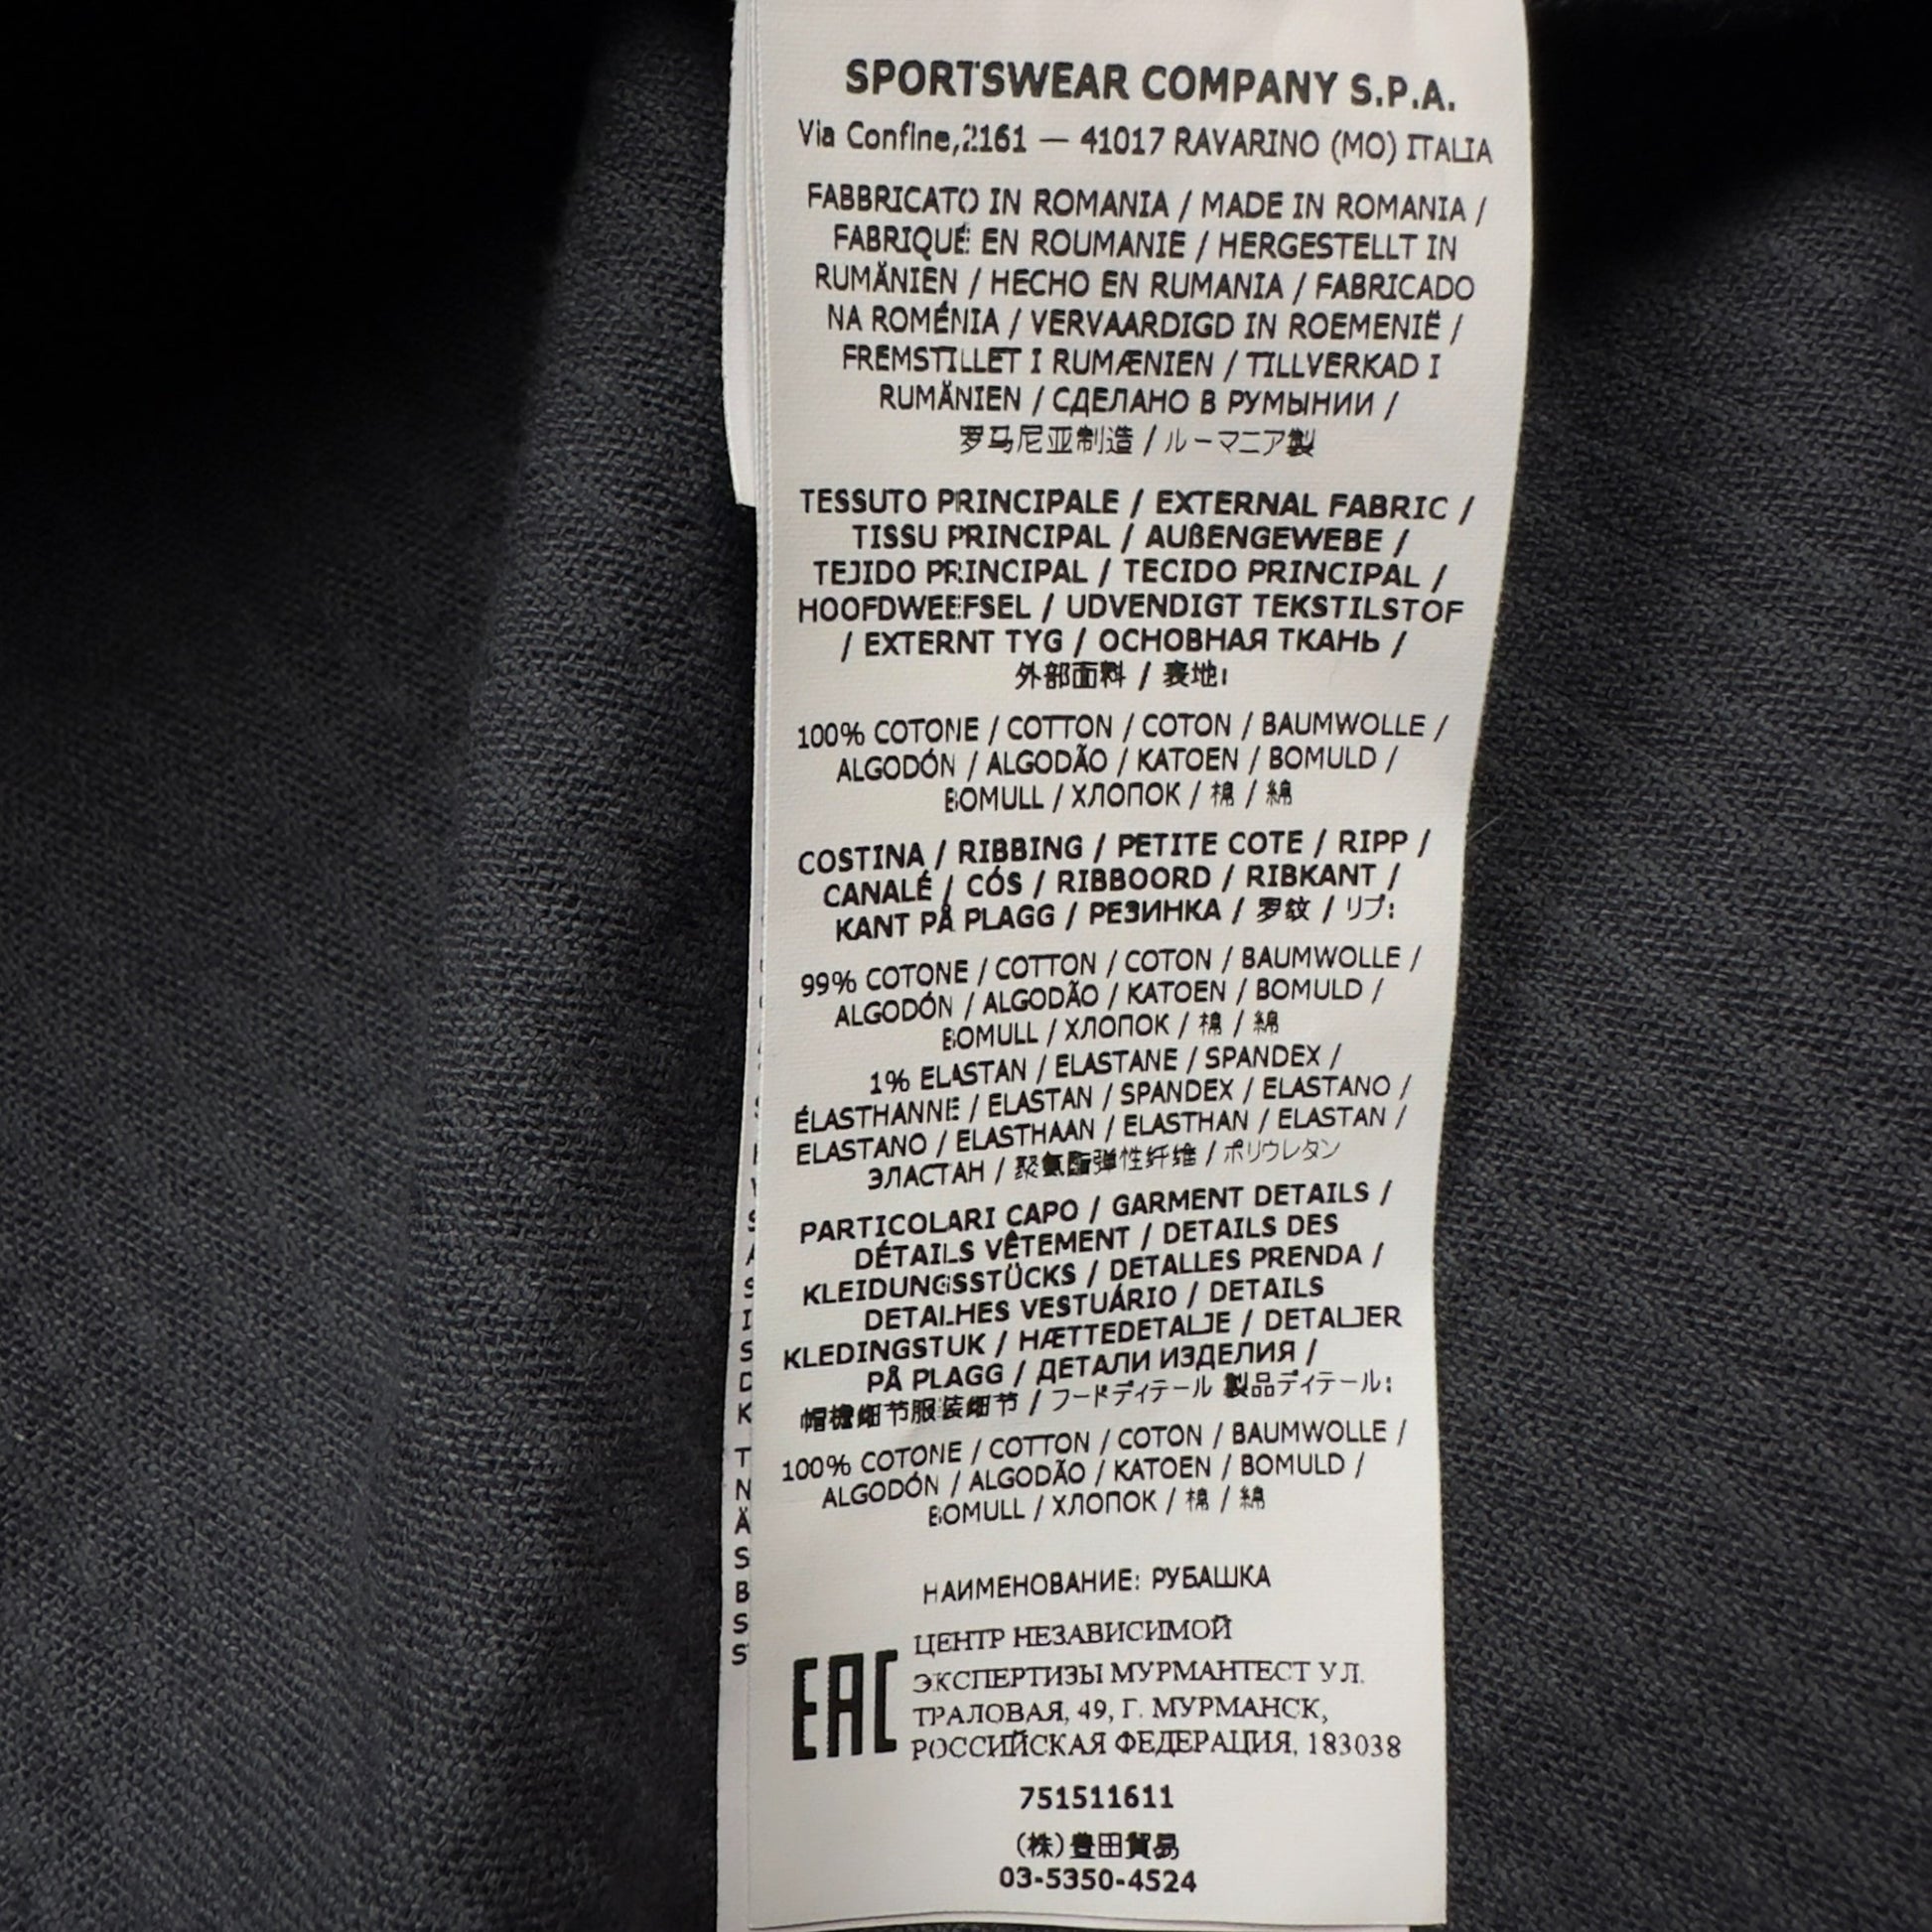 SPORTSWEAR COMPANY S.P.A.
Via Confine,2161 — 41017 RAVARINO (MO) ITALIA
FABBRICATO IN ROMANIA / MADE IN ROMANIA /
FABRIQUÉ EN ROUMANIE / HERGESTELLT IN
RUMÄNIEN / HECHO EN RUMANIA / FABRICADO
NA ROMÉNIA / VERVAARDIGD IN ROEMENIË /
FREMSTILLET I RUMÆNIEN / TILLVERKAD I
RUMÄNIEN / СДЕЛАНО В РУМЫНИИ /
罗马尼亚制造 / ルーマニア製
TESSUTO PRINCIPALE / EXTERNAL FABRIC /
TISSU PRINCIPAL / AUßENGEWEBE /
TEJIDO PRINCIPAL / TECIDO PRINCIPAL /
HOOFDWEEFSEL / UDVENDIGT TEKSTILSTOF
/ EXTERNT TYG / ОСНОВНАЯ ТКАНЬ /
外部面料 / 表地:
100% COTONE / COTTON / COTON / BAUMWOLLE /
ALGODÓN / ALGODÃO / KATOEN / BOMULD /
BOMULL / ХЛОПОК / 棉 / 綿
COSTINA / RIBBING / PETITE COTE / RIPP /
CANALÉ / CÓS / RIBBOORD / RIBKANT /
KANT PÅ PLAGG / РЕЗИНКА / 罗纹 / リブ:
99% COTONE / COTTON / COTON / BAUMWOLLE /
ALGODÓN / ALGODÃO / KATOEN / BOMULD /
BOMULL / ХЛОПОК / 棉 / 綿
1% ELASTAN / ELASTANE / SPANDEX /
ÉLASTHANNE / ELASTAN / SPANDEX / ELASTANO /
ELASTANO / ELASTHAAN / ELASTHAN / ELASTAN /
ЭЛАСТАН / 聚氨酯弹性纤维 / ポリウレタン
PARTICOLARI CAPO / GARMENT DETAILS /
DÉTAILS VÊTEMENT / DETAILS DES
KLEIDUNGSSTÜCKS / DETALLES PRENDA /
DETALHES VESTUÁRIO / DETAILS
KLEDINGSTUK / HÆTTEDETALJE / DETALJER
PÅ PLAGG / ДЕТАЛИ ИЗДЕЛИЯ /
帽檐细节服装细节 / フードディテール 製品ディテール:
100% COTONE / COTTON / COTON / BAUMWOLLE /
ALGODÓN / ALGODÃO / KATOEN / BOMULD /
BOMULL / ХЛОПОК / 棉 / 綿
НАИМЕНОВАНИЕ: РУБАШКА
EAC
ЦЕНТР НЕЗАВИСИМОЙ
ЭКСПЕРТИЗЫ МУРМАНТЕСТ УЛ.
ТРАЛОВАЯ, 49, Г. МУРМАНСК,
РОССИЙСКАЯ ФЕДЕРАЦИЯ, 183038
751511611
(株)豊田貿易
03-5350-4524